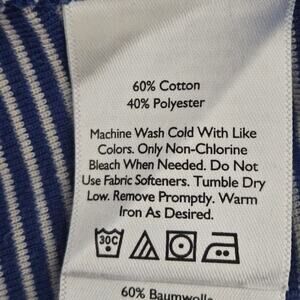 60% Cotton
40% Polyester
Machine Wash Cold With Like
Colors. Only Non-Chlorine
Bleach When Needed. Do Not
Use Fabric Softeners. Tumble Dry
Low. Remove Promptly. Warm
Iron As Desired.
30C
60% Baumwolle